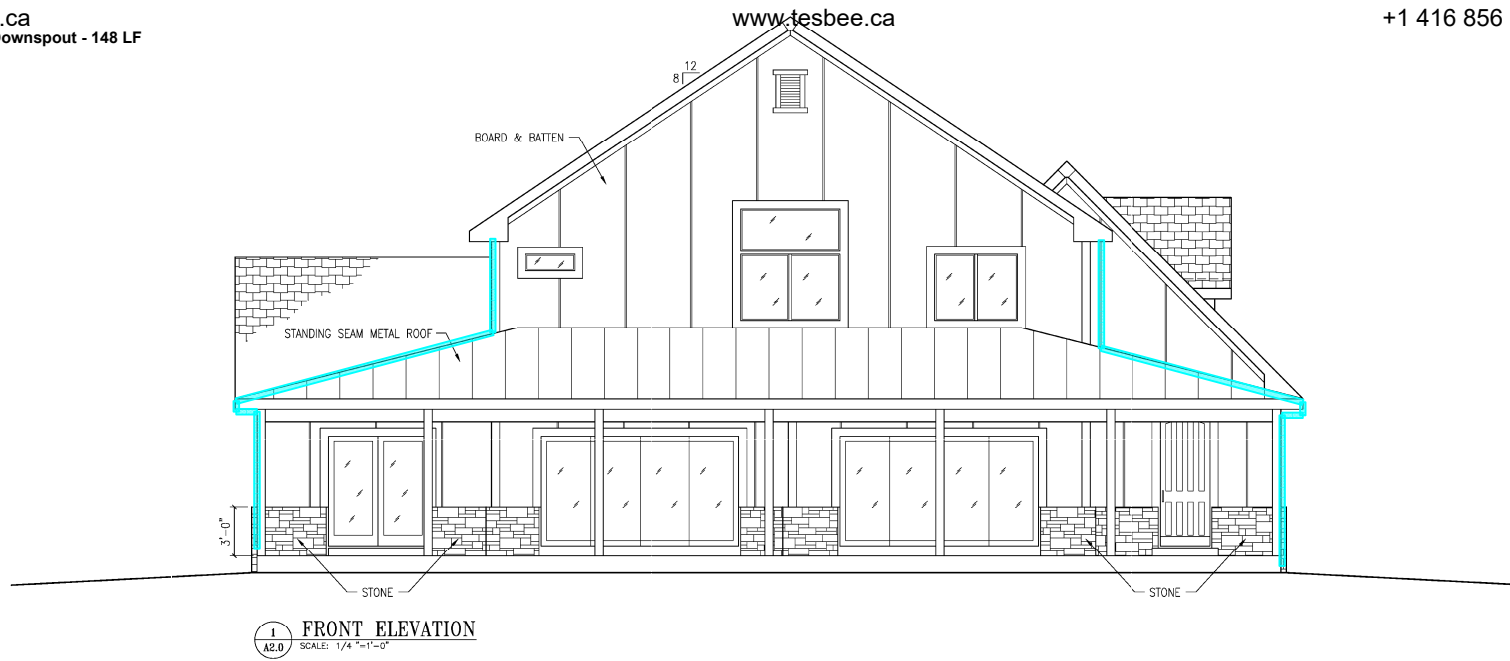 .ca
www.tesbee.ca
+1 416 856
Downspout - 148 LF
12
8
BOARD & BATTEN
STANDING SEAM METAL ROOF
3'-0"
STONE
STONE
1
A2.0
FRONT ELEVATION
SCALE: 1/4 "=1'-0"